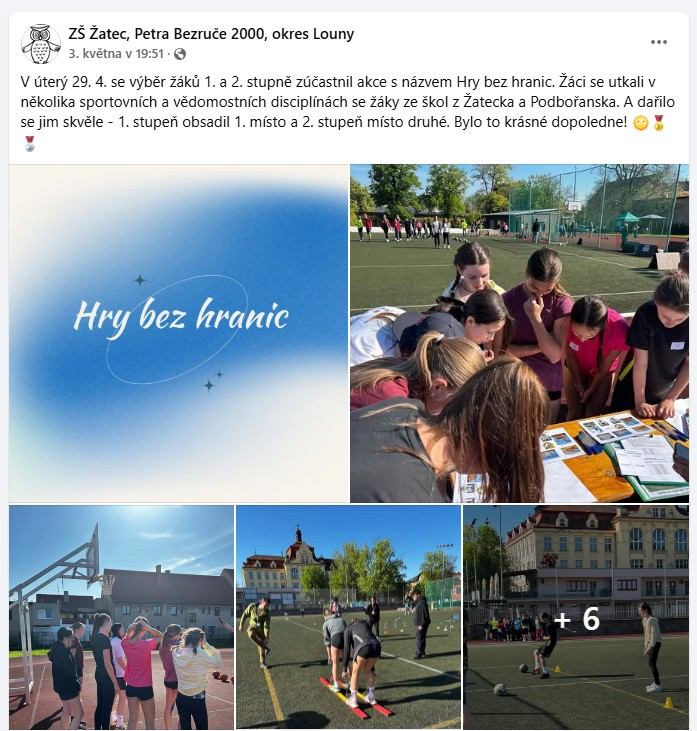 ZŠ Žatec, Petra Bezruče 2000, okres Louny
3. května v 19:51 ·
V úterý 29. 4. se výběr žáků 1. a 2. stupně zúčastnil akce s názvem Hry bez hranic. Žáci se utkali v
několika sportovních a vědomostních disciplínách se žáky ze škol z Žatecka a Podbořanska. A dařilo
se jim skvěle - 1. stupeň obsadil 1. místo a 2. stupeň místo druhé. Bylo to krásné dopoledne! 🌞🥇
🥈
Hry bez hranic
+ 6